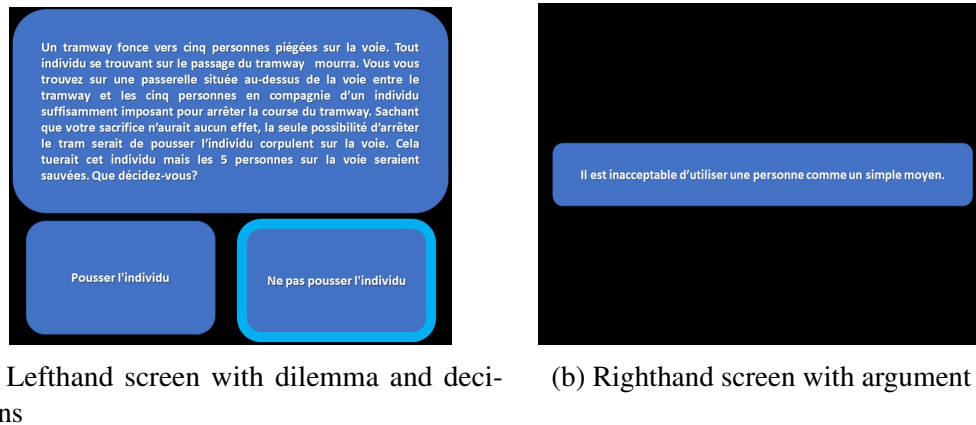 Un tramway fonce vers cinq personnes piégées sur la voie. Tout
individu se trouvant sur le passage du tramway mourra. Vous vous
trouvez sur une passerelle située au-dessus de la voie entre le
tramway et les cinq personnes en compagnie d'un individu
suffisamment imposant pour arrêter la course du tramway. Sachant
que votre sacrifice n'aurait aucun effet, la seule possibilité d'arrêter
le tram serait de pousser l'individu corpulent sur la voie. Cela
tuerait cet individu mais les 5 personnes sur la voie seraient
sauvées. Que décidez-vous?
Pousser l'individu
Ne pas pousser l'individu
Il est inacceptable d'utiliser une personne comme un simple moyen.
Lefthand screen with dilemma and deci-
ns
(b) Righthand screen with argument